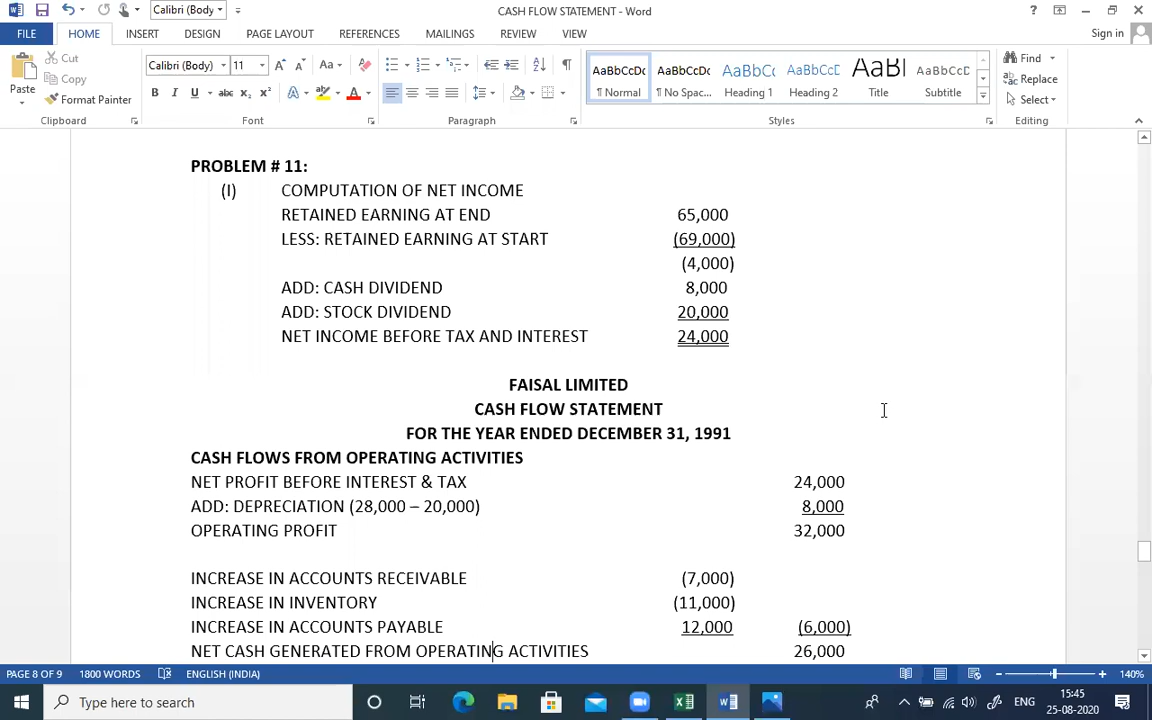 CASH FLOW STATEMENT - Word
Calibri (Body
Sign in
FILE HOME INSERT DESIGN PAGE LAYOUT REFERENCES MAILINGS REVIEW VIEW
Paste
Cut
Copy
Format Painter
Clipboard
Calibri (Body) 11
Font
Paragraph
AaBbCcDc AaBbCcDc AaBbCc AaBbCcD AaBl AaBbCcD
¶ Normal ¶ No Spac... Heading 1 Heading 2 Title Subtitle
Styles
Find
Replace
Select
Editing
PROBLEM # 11:
(I) COMPUTATION OF NET INCOME
RETAINED EARNING AT END 65,000
LESS: RETAINED EARNING AT START (69,000)
(4,000)
ADD: CASH DIVIDEND 8,000
ADD: STOCK DIVIDEND 20,000
NET INCOME BEFORE TAX AND INTEREST 24,000
FAISAL LIMITED
CASH FLOW STATEMENT
FOR THE YEAR ENDED DECEMBER 31, 1991
CASH FLOWS FROM OPERATING ACTIVITIES
NET PROFIT BEFORE INTEREST & TAX 24,000
ADD: DEPRECIATION (28,000 – 20,000) 8,000
OPERATING PROFIT 32,000
INCREASE IN ACCOUNTS RECEIVABLE (7,000)
INCREASE IN INVENTORY (11,000)
INCREASE IN ACCOUNTS PAYABLE 12,000 (6,000)
NET CASH GENERATED FROM OPERATING ACTIVITIES 26,000
PAGE 8 OF 9 1800 WORDS ENGLISH (INDIA) 140%
Type here to search
ENG
15:45
25-08-2020